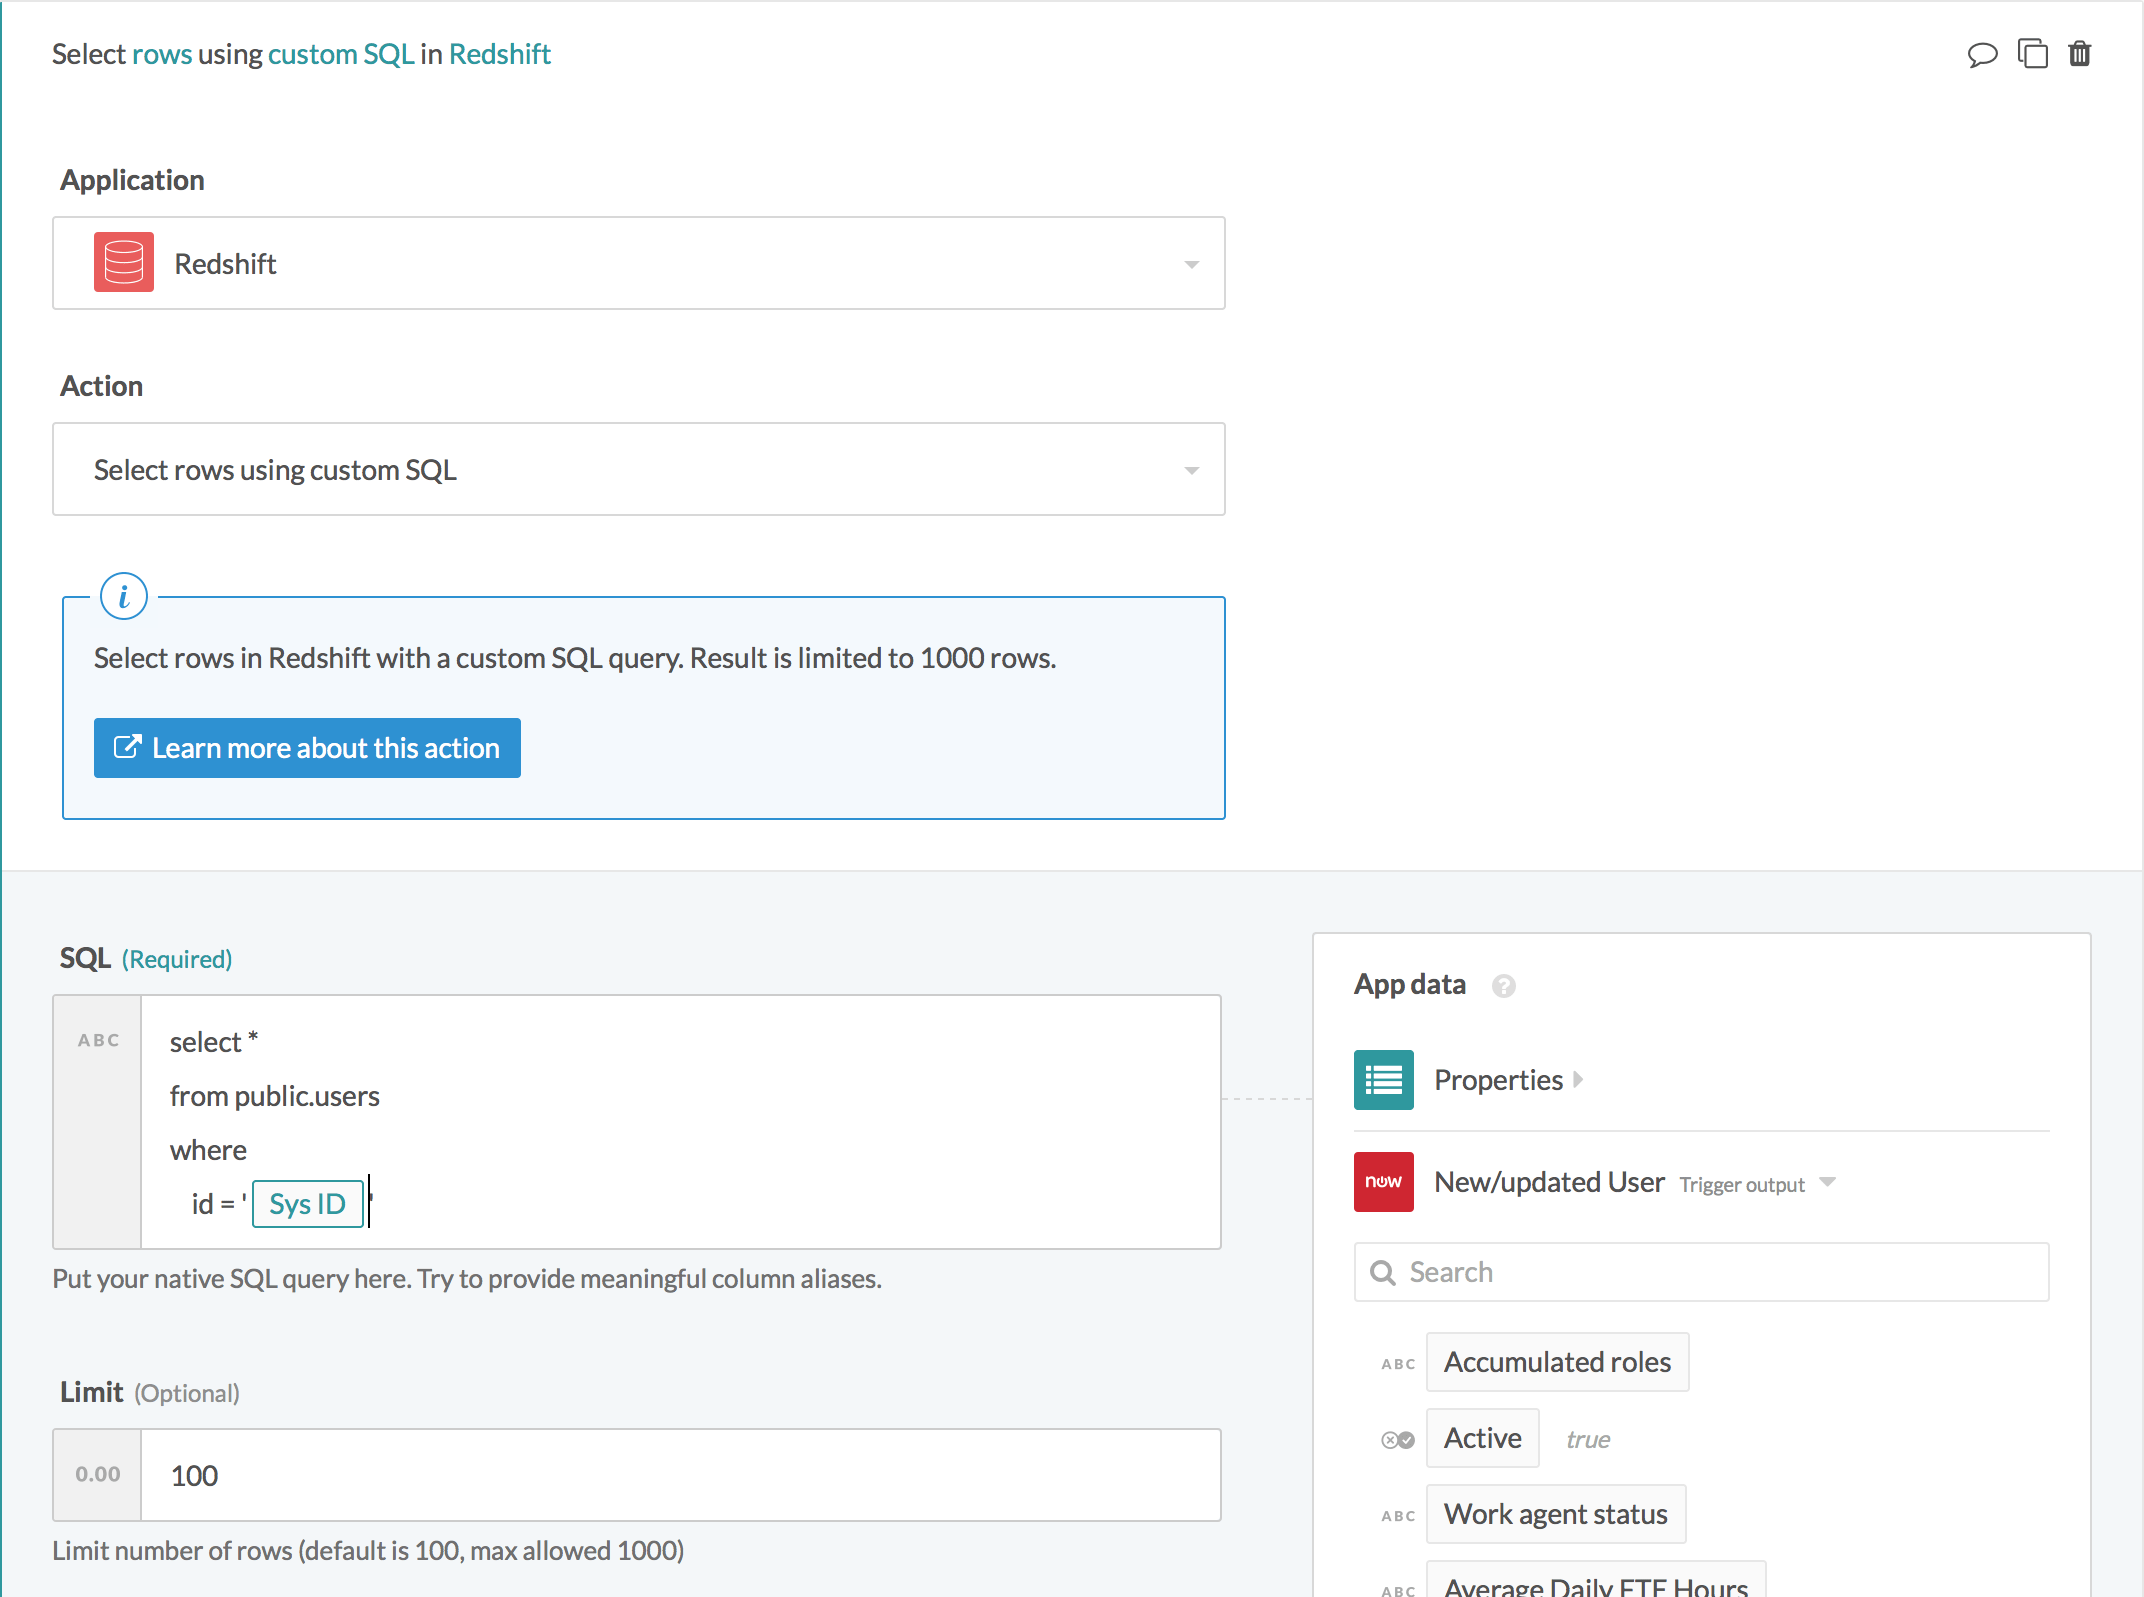 Select rows using custom SQL in Redshift
Application
Redshift
Action
Select rows using custom SQL
i
Select rows in Redshift with a custom SQL query. Result is limited to 1000 rows.
Learn more about this action
SQL (Required)
ABC
select *
from public.users
where
id = ' Sys ID '
Put your native SQL query here. Try to provide meaningful column aliases.
Limit (Optional)
0.00
100
Limit number of rows (default is 100, max allowed 1000)
App data ?
Properties
now New/updated User Trigger output
Search
ABC Accumulated roles
Active true
ABC Work agent status
ABC Average Daily FTE Hours